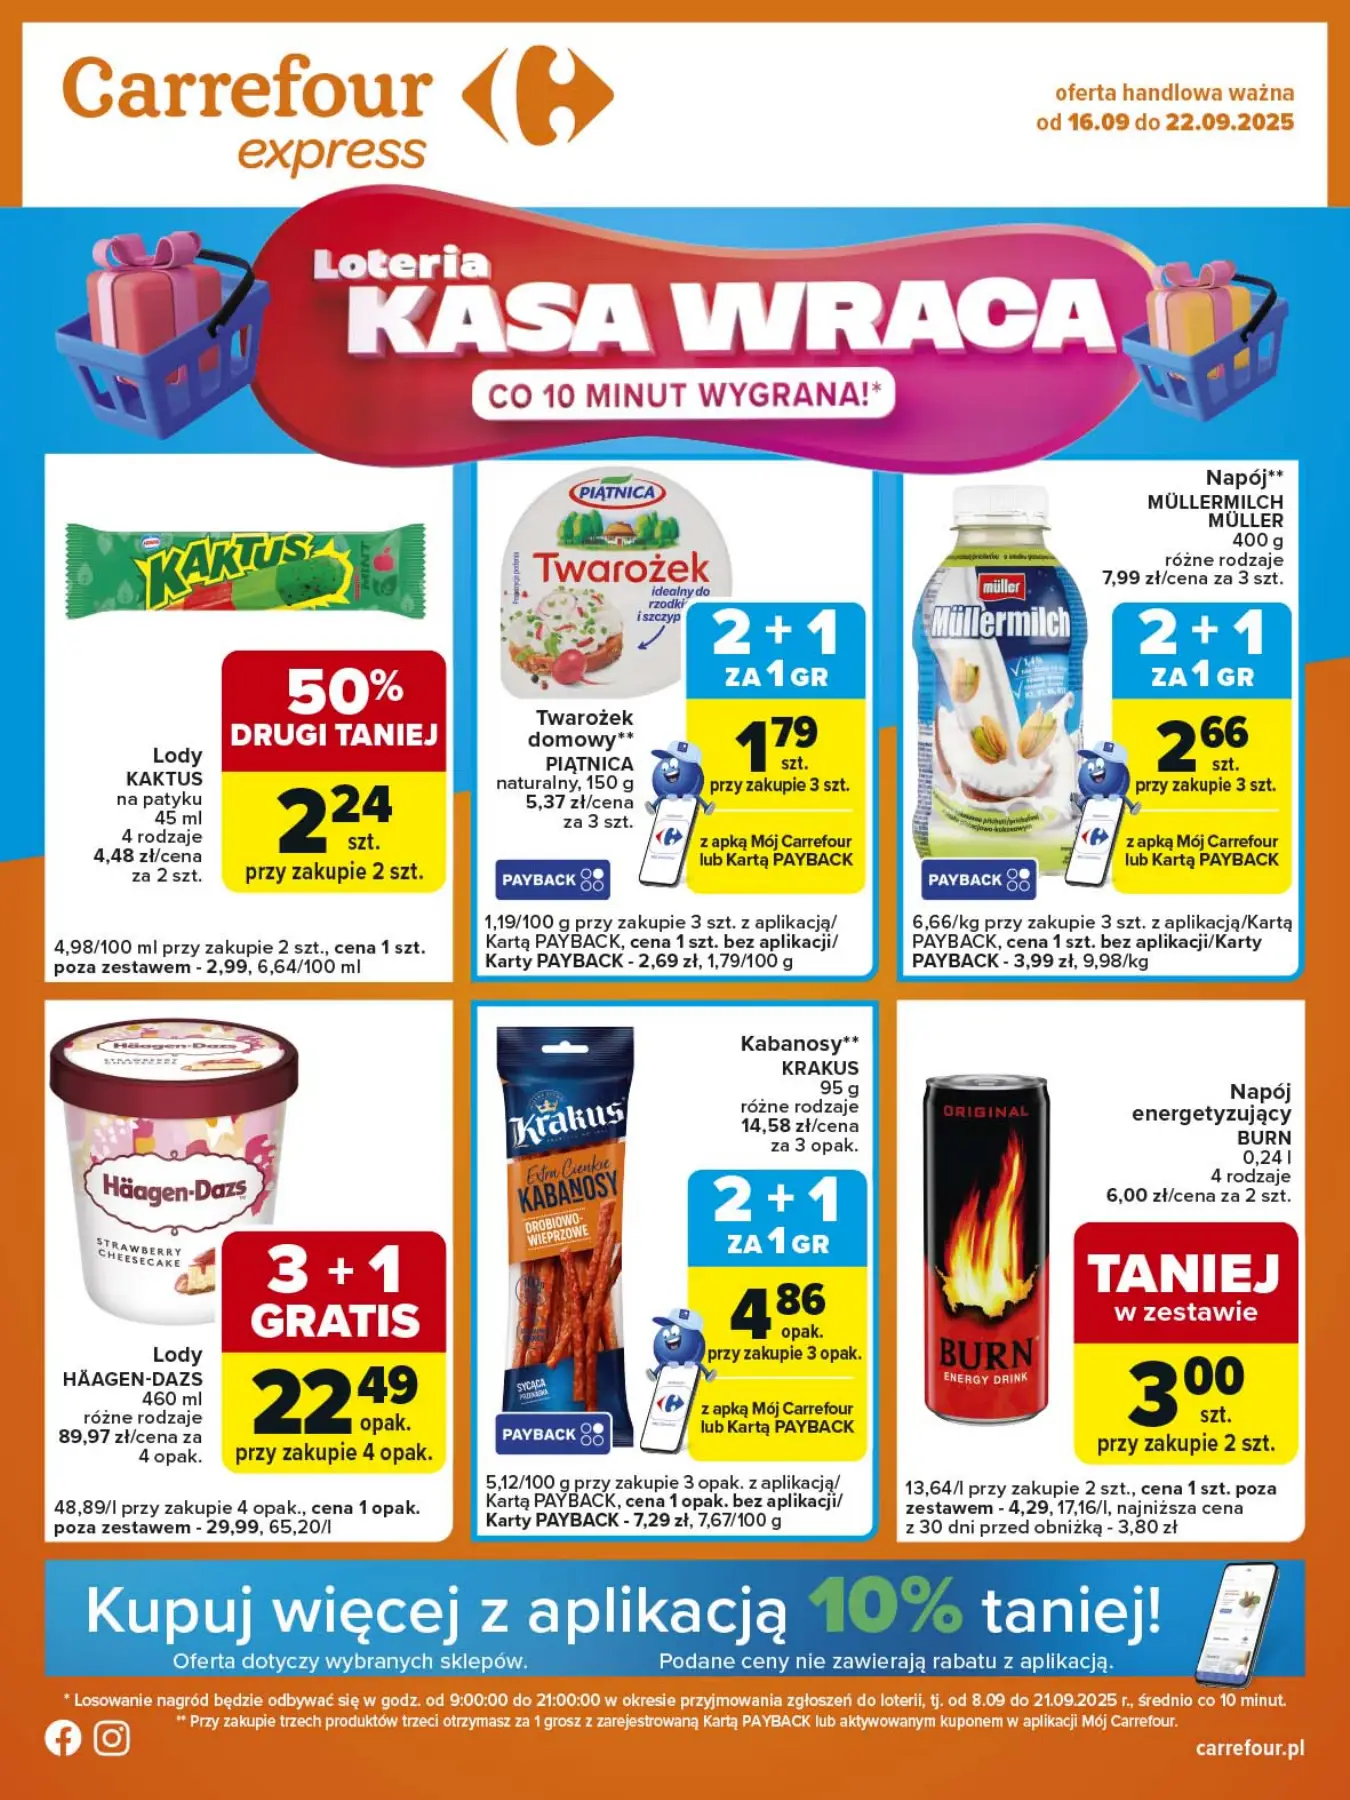 Carrefour
express
oferta handlowa ważna
od 16.09 do 22.09.2025
Loteria
KASA WRACA
CO 10 MINUT WYGRANA!*
KAKTUS
MINT
50%
DRUGI TANIEJ
Lody
KAKTUS
na patyku
45 ml
4 rodzaje
4,48 zł/cena
za 2 szt.
2 24
szt.
przy zakupie 2 szt.
4,98/100 ml przy zakupie 2 szt., cena 1 szt.
poza zestawem - 2,99, 6,64/100 ml
PIĄTNICA
Twarożek
idealny do
rzodki
i szczyp
2 + 1
ZA 1 GR
Twarożek
domowy**
PIĄTNICA
naturalny, 150 g
5,37 zł/cena
za 3 szt.
1 79
szt.
przy zakupie 3 szt.
z apką Mój Carrefour
lub Kartą PAYBACK
PAYBACK
1,19/100 g przy zakupie 3 szt. z aplikacją/
Kartą PAYBACK, cena 1 szt. bez aplikacji/
Karty PAYBACK - 2,69 zł, 1,79/100 g
Napój**
MÜLLERMILCH
MÜLLER
400 g
różne rodzaje
7,99 zł/cena za 3 szt.
müller
Müllermilch
2 + 1
ZA 1 GR
2 66
szt.
przy zakupie 3 szt.
z apką Mój Carrefour
lub Kartą PAYBACK
PAYBACK
6,66/kg przy zakupie 3 szt. z aplikacją/Kartą
PAYBACK, cena 1 szt. bez aplikacji/Karty
PAYBACK - 3,99 zł, 9,98/kg
Häagen-Dazs
STRAWBERRY
CHEESECAKE
Häagen-Dazs
STRAWBERRY
CHEESECAKE
3 + 1
GRATIS
Lody
HÄAGEN-DAZS
460 ml
różne rodzaje
89,97 zł/cena za
4 opak.
22 49
opak.
przy zakupie 4 opak.
48,89/l przy zakupie 4 opak., cena 1 opak.
poza zestawem - 29,99, 65,20/l
Krakus
Extra Cienkie
KABANOSY
DROBIOWO-
WIEPRZOWE
SYCĄCA
PRZEKĄSKA
Kabanosy**
KRAKUS
95 g
różne rodzaje
14,58 zł/cena
za 3 opak.
2 + 1
ZA 1 GR
4 86
opak.
przy zakupie 3 opak.
z apką Mój Carrefour
lub Kartą PAYBACK
PAYBACK
5,12/100 g przy zakupie 3 opak. z aplikacją/
Kartą PAYBACK, cena 1 opak. bez aplikacji/
Karty PAYBACK - 7,29 zł, 7,67/100 g
ORIGINAL
BURN
ENERGY DRINK
Napój
energetyzujący
BURN
0,24 l
4 rodzaje
6,00 zł/cena za 2 szt.
TANIEJ
w zestawie
3 00
szt.
przy zakupie 2 szt.
13,64/l przy zakupie 2 szt., cena 1 szt. poza
zestawem - 4,29, 17,16/l, najniższa cena
z 30 dni przed obniżką - 3,80 zł
Kupuj więcej z aplikacją 10% taniej!
Oferta dotyczy wybranych sklepów. Podane ceny nie zawierają rabatu z aplikacją.
* Losowanie nagród będzie odbywać się w godz. od 9:00:00 do 21:00:00 w okresie przyjmowania zgłoszeń do loterii, tj. od 8.09 do 21.09.2025 r., średnio co 10 minut.
** Przy zakupie trzech produktów trzeci otrzymasz za 1 grosz z zarejestrowaną Kartą PAYBACK lub aktywowanym kuponem w aplikacji Mój Carrefour.
carrefour.pl